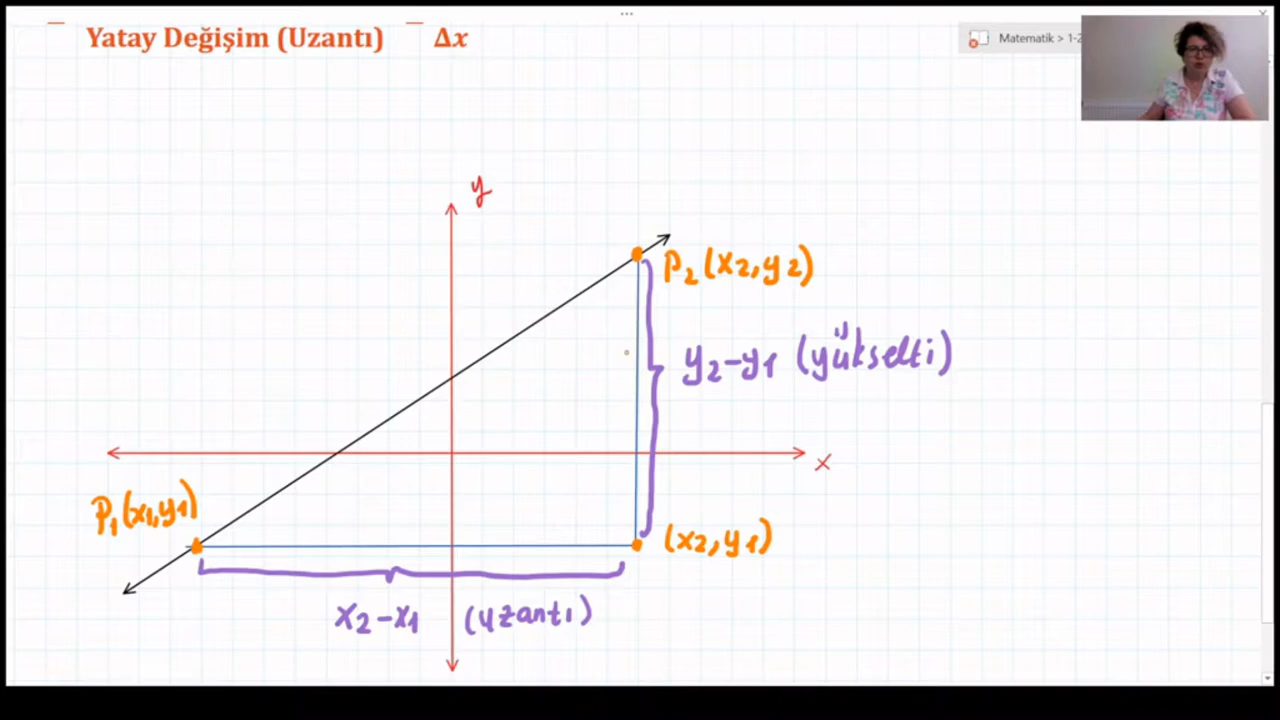 Yatay Değişim (Uzantı) Δx
Matematik > 1-2
y
P2 (x2, y2)
y2-y1 (yükselti)
x
P1 (x1, y1)
(x2, y1)
x2-x1 (uzantı)